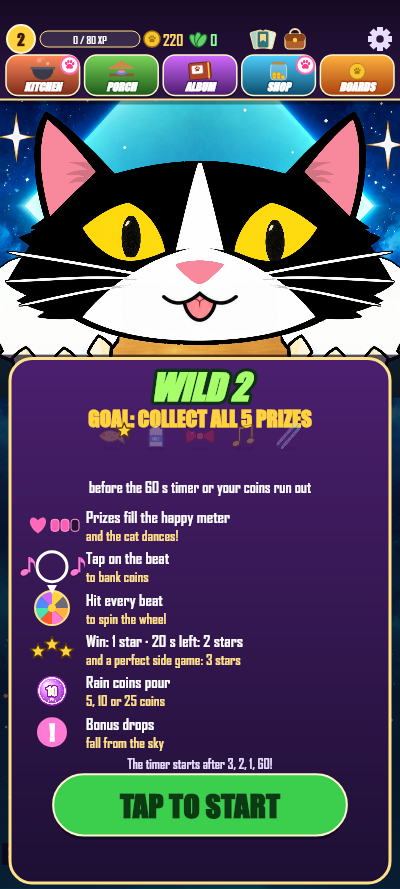 2
0 / 80 XP
220
0
KITCHEN
PORCH
ALBUM
SHOP
BOARDS
WILD 2
GOAL: COLLECT ALL 5 PRIZES
before the 60 s timer or your coins run out
Prizes fill the happy meter
and the cat dances!
Tap on the beat
to bank coins
Hit every beat
to spin the wheel
Win: 1 star · 20 s left: 2 stars
and a perfect side game: 3 stars
10
Rain coins pour
5, 10 or 25 coins
!
Bonus drops
fall from the sky
The timer starts after 3, 2, 1, GO!
TAP TO START